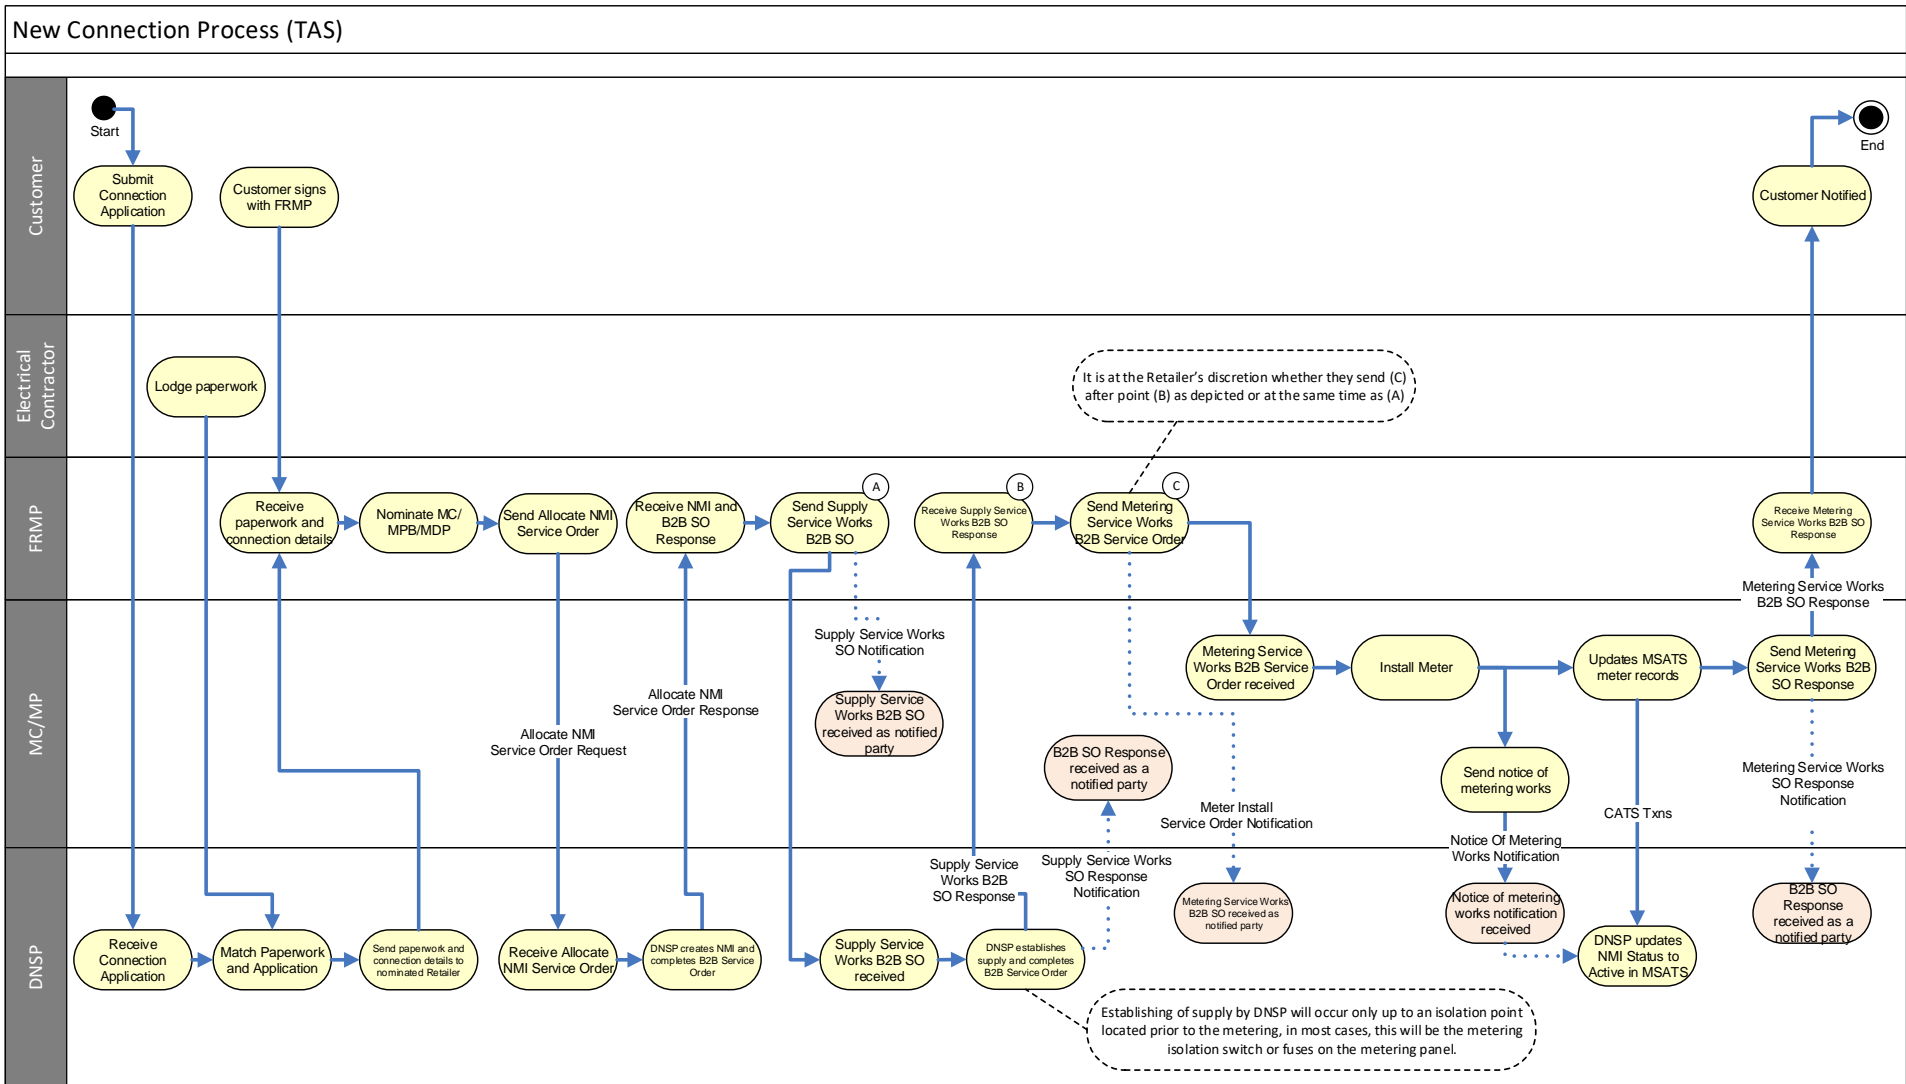 New Connection Process (TAS)
Customer
Start
Submit
Connection
Application
Customer signs
with FRMP
Customer Notified
End
Electrical
Contractor
Lodge paperwork
It is at the Retailer's discretion whether they send (C)
after point (B) as depicted or at the same time as (A)
FRMP
Receive
paperwork and
connection details
Nominate MC/
MPB/MDP
Send Allocate NMI
Service Order
Receive NMI and
B2B SO
Response
A
Send Supply
Service Works
B2B SO
B
Receive Supply Service
Works B2B SO
Response
C
Send Metering
Service Works
B2B Service Order
Receive Metering
Service Works B2B SO
Response
Metering Service Works
B2B SO Response
MC/MP
Supply Service Works
SO Notification
Supply Service
Works B2B SO
received as notified
party
Allocate NMI
Service Order Response
Allocate NMI
Service Order Request
Metering Service
Works B2B Service
Order received
Install Meter
Updates MSATS
meter records
Send Metering
Service Works B2B
SO Response
B2B SO Response
received as a
notified party
Send notice of
metering works
Metering Service Works
SO Response
Notification
Meter Install
Service Order Notification
CATS Txns
Notice Of Metering
Works Notification
DNSP
Supply Service
Works B2B
SO Response
Supply Service Works
SO Response
Notification
Metering Service Works
B2B SO received as
notified party
Notice of metering
works notification
received
B2B SO
Response
received as a
notified party
Receive
Connection
Application
Match Paperwork
and Application
Send paperwork and
connection details to
nominated Retailer
Receive Allocate
NMI Service Order
DNSP creates NMI and
completes B2B Service
Order
Supply Service
Works B2B SO
received
DNSP establishes
supply and completes
B2B Service Order
DNSP updates
NMI Status to
Active in MSATS
Establishing of supply by DNSP will occur only up to an isolation point
located prior to the metering, in most cases, this will be the metering
isolation switch or fuses on the metering panel.